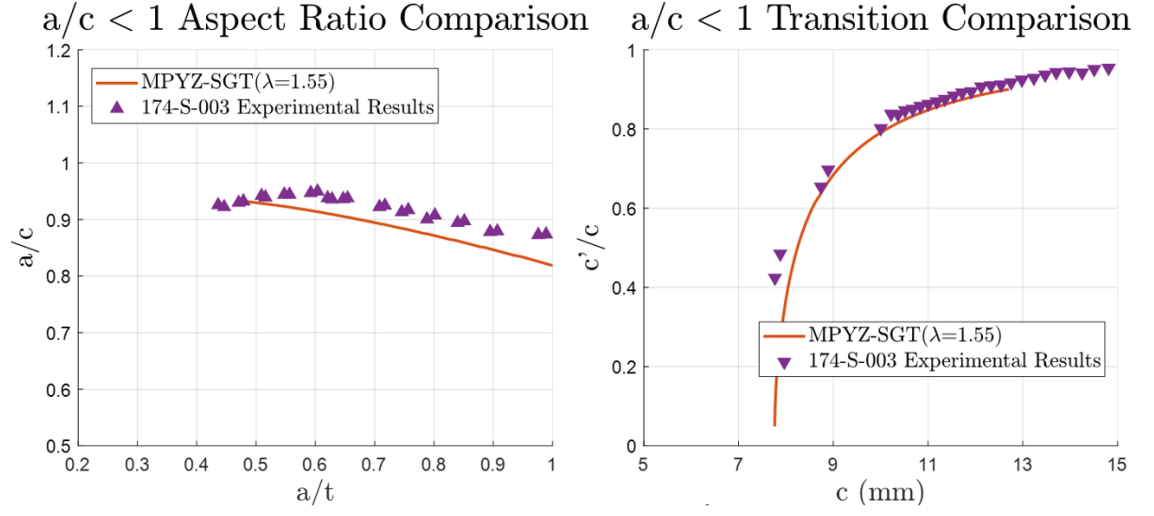 a/c < 1 Aspect Ratio Comparison
1.2
1.1
1
0.9
0.8
0.7
0.6
0.5
a/c
MPYZ-SGT(λ=1.55)
174-S-003 Experimental Results
0.2 0.3 0.4 0.5 0.6 0.7 0.8 0.9 1
a/t
a/c < 1 Transition Comparison
1
0.8
0.6
0.4
0.2
0
c'/c
MPYZ-SGT(λ=1.55)
174-S-003 Experimental Results
5 7 9 11 13 15
c (mm)